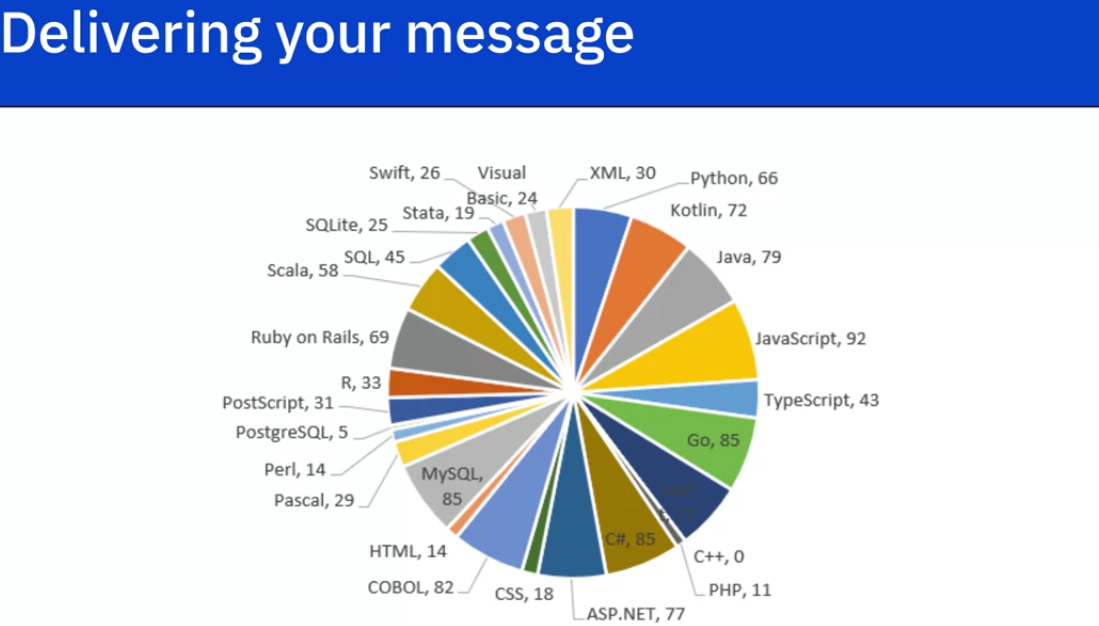 Delivering your message
Swift, 26
Visual
Basic, 24
XML, 30
Python, 66
Kotlin, 72
Stata, 19
SQLite, 25
SQL, 45
Java, 79
Scala, 58
Ruby on Rails, 69
JavaScript, 92
R, 33
TypeScript, 43
PostScript, 31
PostgreSQL, 5
Go, 85
Perl, 14
MySQL,
85
Pascal, 29
C#, 85
HTML, 14
C++, 0
COBOL, 82
CSS, 18
PHP, 11
ASP.NET, 77